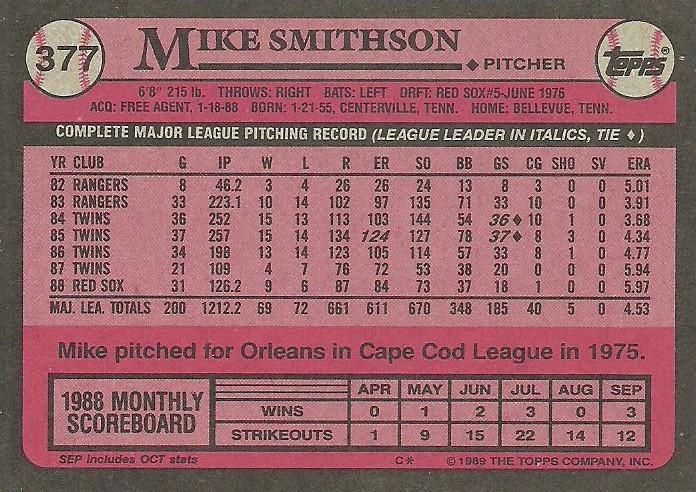 377
MIKE SMITHSON
♦ PITCHER
TOPPS
6'8" 215 lb. THROWS: RIGHT BATS: LEFT DRFT: RED SOX#5-JUNE 1976
ACQ: FREE AGENT, 1-18-88 BORN: 1-21-55, CENTERVILLE, TENN. HOME: BELLEVUE, TENN.
COMPLETE MAJOR LEAGUE PITCHING RECORD (LEAGUE LEADER IN ITALICS, TIE ♦)
YR CLUB G IP W L R ER SO BB GS CG SHO SV ERA
82 RANGERS 8 46.2 3 4 26 26 24 13 8 3 0 0 5.01
83 RANGERS 33 223.1 10 14 102 97 135 71 33 10 0 0 3.91
84 TWINS 36 252 15 13 113 103 144 54 36♦ 10 1 0 3.68
85 TWINS 37 257 15 14 134 124 127 78 37♦ 8 3 0 4.34
86 TWINS 34 198 13 14 123 105 114 57 33 8 1 0 4.77
87 TWINS 21 109 4 7 76 72 53 38 20 0 0 0 5.94
88 RED SOX 31 126.2 9 6 87 84 73 37 18 1 0 0 5.97
MAJ. LEA. TOTALS 200 1212.2 69 72 661 611 670 348 185 40 5 0 4.53
Mike pitched for Orleans in Cape Cod League in 1975.
1988 MONTHLY
SCOREBOARD
APR MAY JUN JUL AUG SEP
WINS 0 1 2 3 0 3
STRIKEOUTS 1 9 15 22 14 12
SEP includes OCT stats
C* © 1989 THE TOPPS COMPANY, INC.